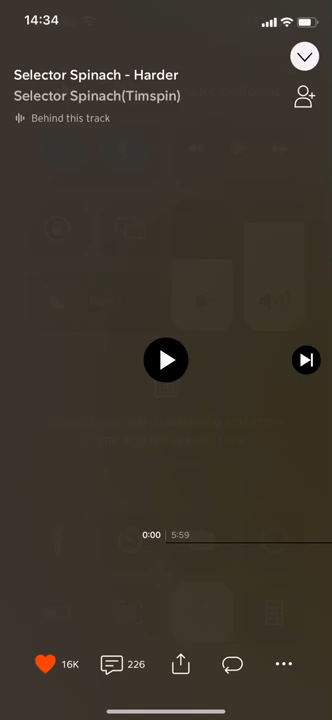 14:34
Selector Spinach - Harder
Selector Spinach(Timspin)
Behind this track
0:00 5:59
16K 226